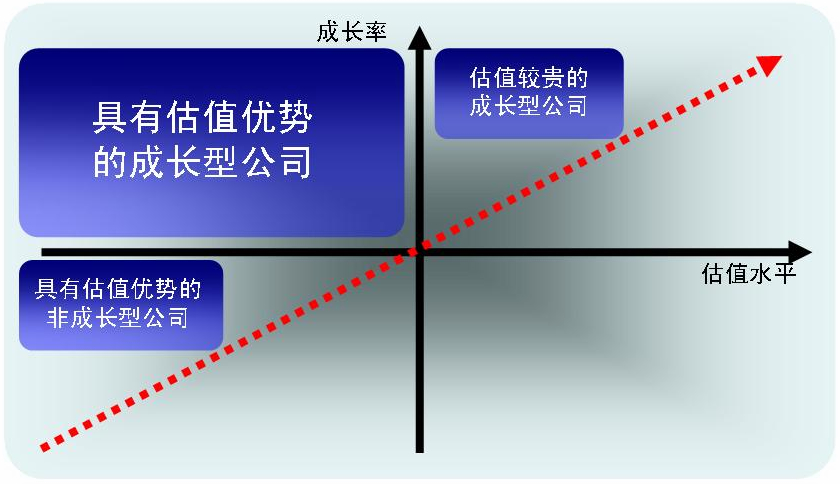 成长率
具有估值优势
的成长型公司
估值较贵的
成长型公司
估值水平
具有估值优势的
非成长型公司